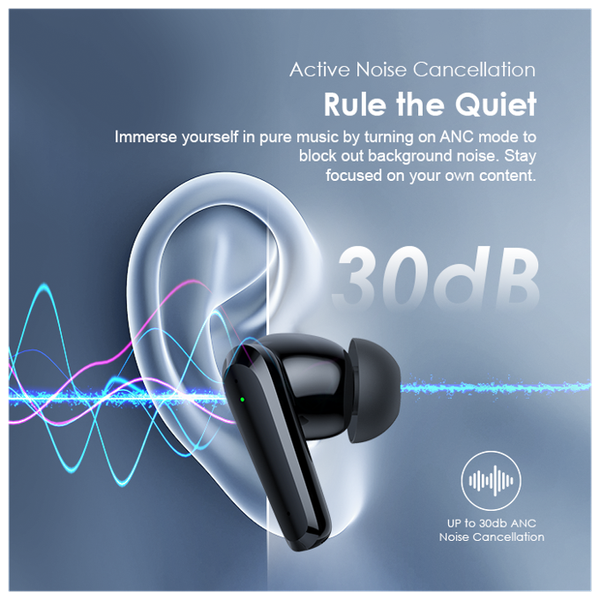 Active Noise Cancellation
Rule the Quiet
Immerse yourself in pure music by turning on ANC mode to
block out background noise. Stay
focused on your own content.
30dB
UP to 30db ANC
Noise Cancellation